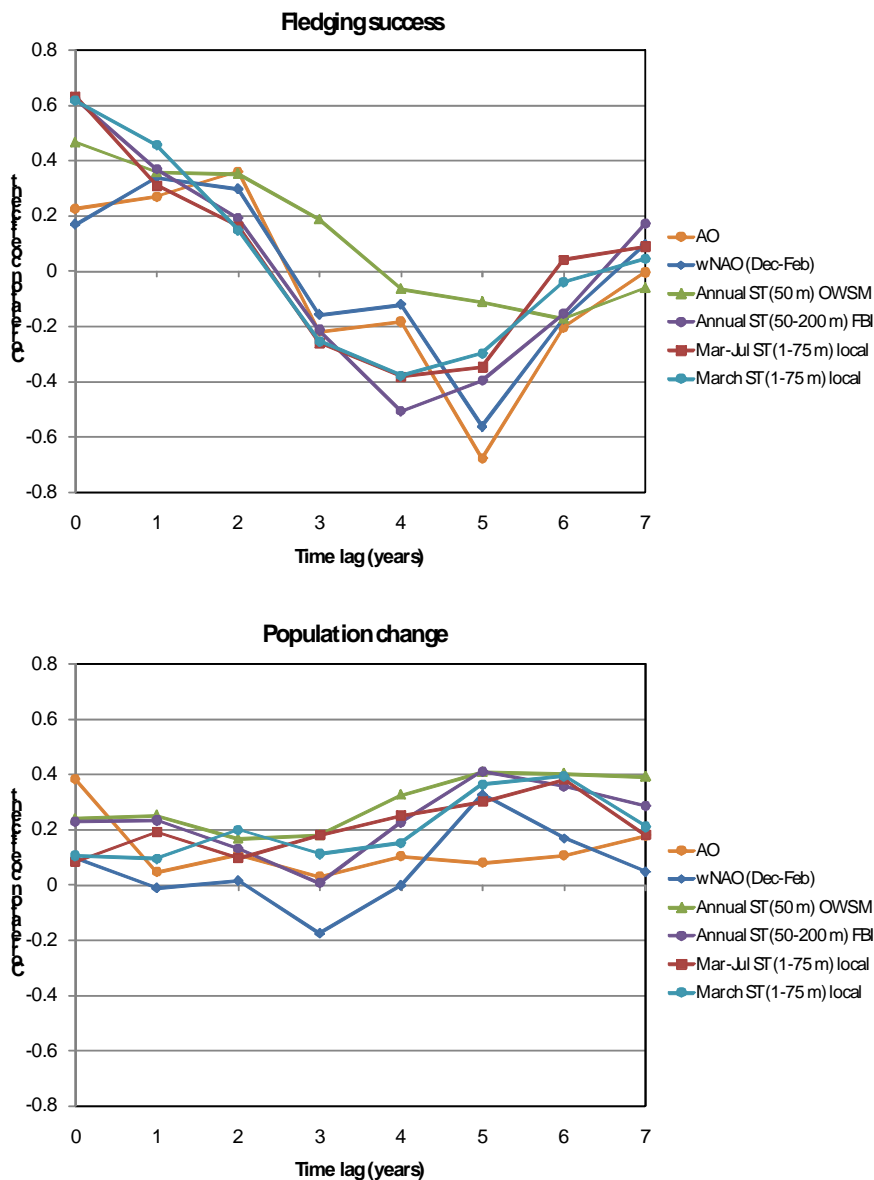 Fledging success
0.8
0.6
0.4
0.2
0
-0.2
-0.4
-0.6
-0.8
0 1 2 3 4 5 6 7
Time lag (years)
AO
wNAO (Dec-Feb)
Annual ST (50 m) OWSM
Annual ST (50-200 m) FBI
Mar-Jul ST (1-75 m) local
March ST (1-75 m) local
Population change
0.8
0.6
0.4
0.2
0
-0.2
-0.4
-0.6
-0.8
0 1 2 3 4 5 6 7
Time lag (years)
AO
wNAO (Dec-Feb)
Annual ST (50 m) OWSM
Annual ST (50-200 m) FBI
Mar-Jul ST (1-75 m) local
March ST (1-75 m) local